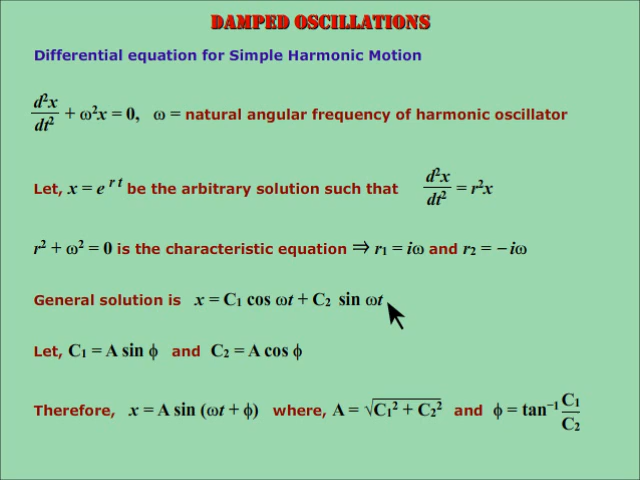 DAMPED OSCILLATIONS
Differential equation for Simple Harmonic Motion
d²x/dt² + ω²x = 0, ω = natural angular frequency of harmonic oscillator
Let, x = e^{r t} be the arbitrary solution such that d²x/dt² = r²x
r² + ω² = 0 is the characteristic equation ⇒ r₁ = iω and r₂ = – iω
General solution is x = C₁ cos ωt + C₂ sin ωt
Let, C₁ = A sin ϕ and C₂ = A cos ϕ
Therefore, x = A sin (ωt + ϕ) where, A = √(C₁² + C₂²) and ϕ = tan⁻¹ C₁/C₂